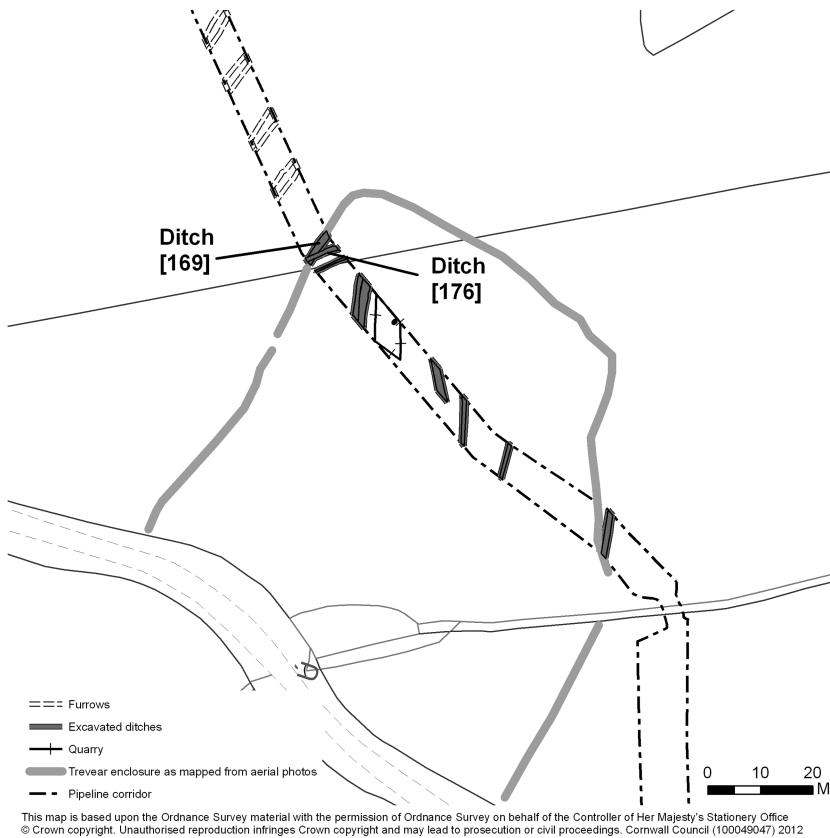 Ditch
[169]
Ditch
[176]
Furrows
Excavated ditches
Quarry
Trevear enclosure as mapped from aerial photos
Pipeline corridor
0 10 20
M
This map is based upon the Ordnance Survey material with the permission of Ordnance Survey on behalf of the Controller of Her Majesty's Stationery Office
© Crown copyright. Unauthorised reproduction infringes Crown copyright and may lead to prosecution or civil proceedings. Cornwall Council (100049047) 2012